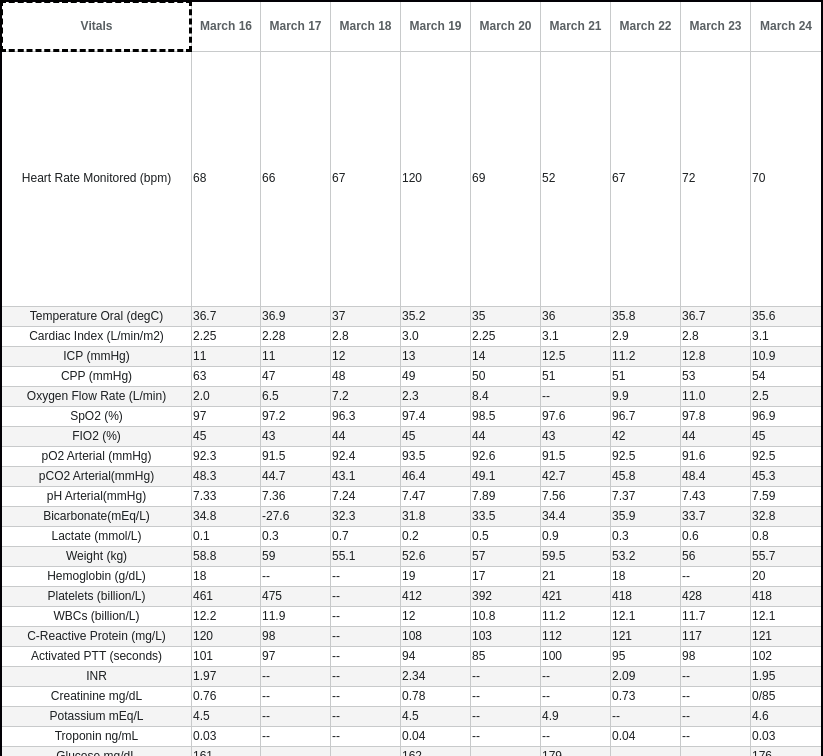 Vitals March 16 March 17 March 18 March 19 March 20 March 21 March 22 March 23 March 24
Heart Rate Monitored (bpm) 68 66 67 120 69 52 67 72 70
Temperature Oral (degC) 36.7 36.9 37 35.2 35 36 35.8 36.7 35.6
Cardiac Index (L/min/m2) 2.25 2.28 2.8 3.0 2.25 3.1 2.9 2.8 3.1
ICP (mmHg) 11 11 12 13 14 12.5 11.2 12.8 10.9
CPP (mmHg) 63 47 48 49 50 51 51 53 54
Oxygen Flow Rate (L/min) 2.0 6.5 7.2 2.3 8.4 -- 9.9 11.0 2.5
SpO2 (%) 97 97.2 96.3 97.4 98.5 97.6 96.7 97.8 96.9
FIO2 (%) 45 43 44 45 44 43 42 44 45
pO2 Arterial (mmHg) 92.3 91.5 92.4 93.5 92.6 91.5 92.5 91.6 92.5
pCO2 Arterial(mmHg) 48.3 44.7 43.1 46.4 49.1 42.7 45.8 48.4 45.3
pH Arterial(mmHg) 7.33 7.36 7.24 7.47 7.89 7.56 7.37 7.43 7.59
Bicarbonate(mEq/L) 34.8 -27.6 32.3 31.8 33.5 34.4 35.9 33.7 32.8
Lactate (mmol/L) 0.1 0.3 0.7 0.2 0.5 0.9 0.3 0.6 0.8
Weight (kg) 58.8 59 55.1 52.6 57 59.5 53.2 56 55.7
Hemoglobin (g/dL) 18 -- -- 19 17 21 18 -- 20
Platelets (billion/L) 461 475 -- 412 392 421 418 428 418
WBCs (billion/L) 12.2 11.9 -- 12 10.8 11.2 12.1 11.7 12.1
C-Reactive Protein (mg/L) 120 98 -- 108 103 112 121 117 121
Activated PTT (seconds) 101 97 -- 94 85 100 95 98 102
INR 1.97 -- -- 2.34 -- -- 2.09 -- 1.95
Creatinine mg/dL 0.76 -- -- 0.78 -- -- 0.73 -- 0/85
Potassium mEq/L 4.5 -- -- 4.5 -- 4.9 -- -- 4.6
Troponin ng/mL 0.03 -- -- 0.04 -- -- 0.04 -- 0.03
Glucose mg/dL 161 -- -- 162 -- 179 -- -- 176